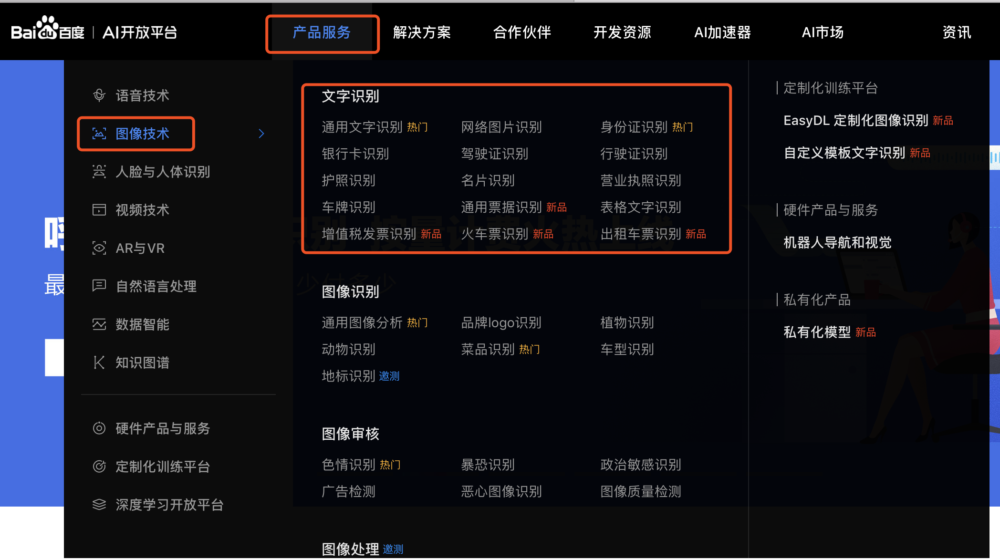 Bai du 百度 | AI开放平台
产品服务 解决方案 合作伙伴 开发资源 AI加速器 AI市场 资讯
语音技术
图像技术
人脸与人体识别
视频技术
AR与VR
自然语言处理
数据智能
知识图谱
硬件产品与服务
定制化训练平台
深度学习开放平台
文字识别
通用文字识别 热门 网络图片识别 身份证识别 热门
银行卡识别 驾驶证识别 行驶证识别
护照识别 名片识别 营业执照识别
车牌识别 通用票据识别 新品 表格文字识别
增值税发票识别 新品 火车票识别 新品 出租车票识别 新品
图像识别
通用图像分析 热门 品牌logo识别 植物识别
动物识别 菜品识别 热门 车型识别
地标识别 邀测
图像审核
色情识别 热门 暴恐识别 政治敏感识别
广告检测 恶心图像识别 图像质量检测
图像处理 邀测
定制化训练平台
EasyDL 定制化图像识别 新品
自定义模板文字识别 新品
硬件产品与服务
机器人导航和视觉
私有化产品
私有化模型 新品
识别 按量计费火热上线
最
少付多少